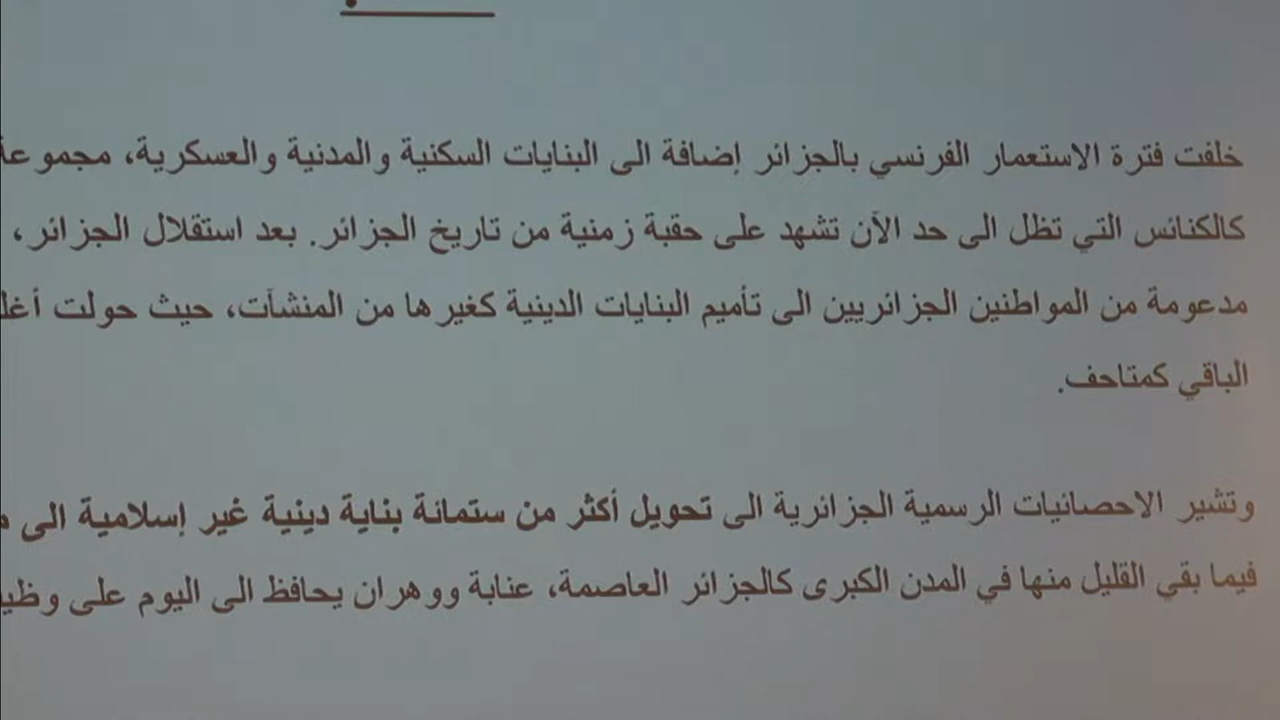 خلفت فترة الاستعمار الفرنسي بالجزائر إضافة الى البنايات السكنية والمدنية والعسكرية، مجموعة
كالكنائس التي تظل الى حد الآن تشهد على حقبة زمنية من تاريخ الجزائر. بعد استقلال الجزائر،
مدعومة من المواطنين الجزائريين الى تأميم البنايات الدينية كغيرها من المنشآت، حيث حولت
الباقي كمتاحف.
وتشير الاحصائيات الرسمية الجزائرية الى تحويل أكثر من ستمائة بناية دينية غير إسلامية الى
فيما بقي القليل منها في المدن الكبرى كالجزائر العاصمة، عنابة ووهران يحافظ الى اليوم على